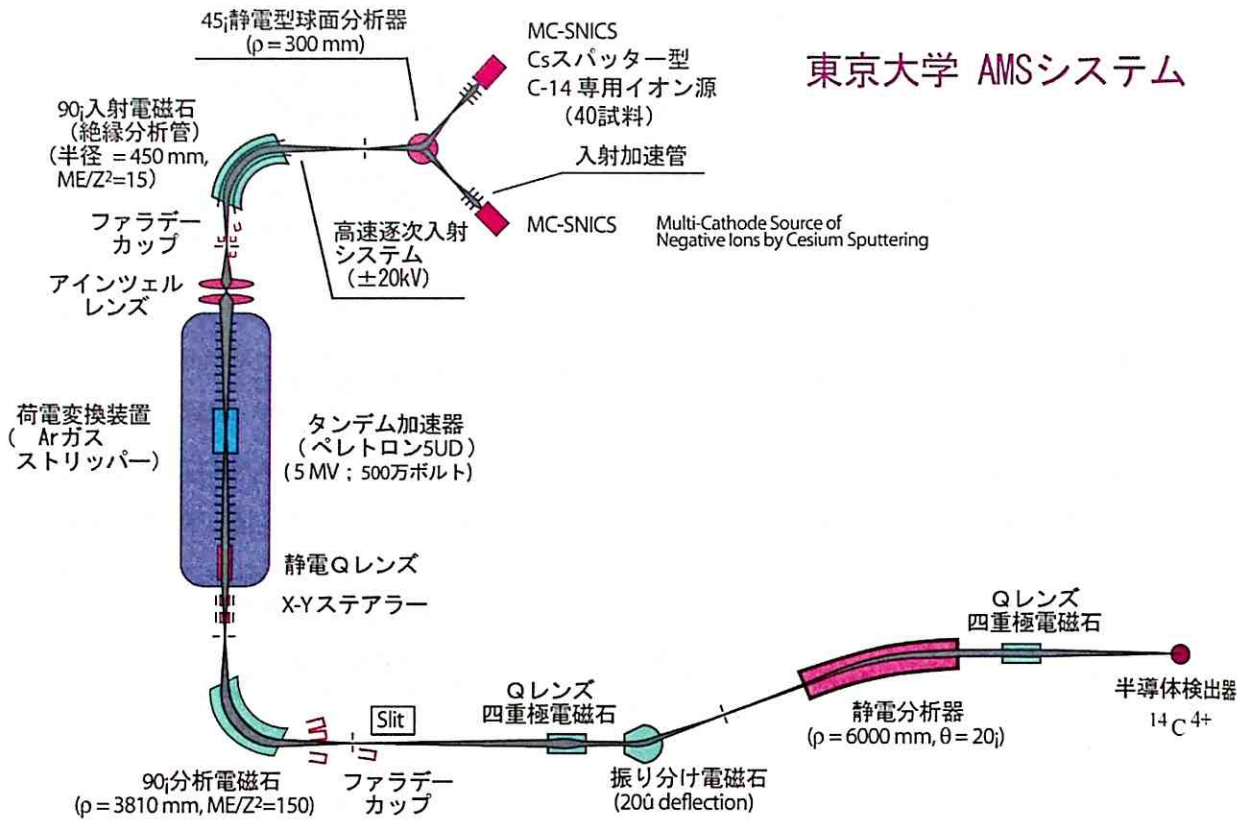 東京大学 AMSシステム
45¡静電型球面分析器
(ρ = 300 mm)
MC-SNICS
Csスパッター型
C-14 専用イオン源
(40試料)
入射加速管
90¡入射電磁石
(絶縁分析管)
(半径 = 450 mm,
ME/Z²=15)
ファラデー
カップ
高速逐次入射
システム
(±20kV)
MC-SNICS
Multi-Cathode Source of
Negative Ions by Cesium Sputtering
アインツェル
レンズ
荷電変換装置
( Arガス
ストリッパー)
タンデム加速器
(ペレトロン5UD)
(5 MV ; 500万ボルト)
静電Qレンズ
X-Yステアラー
Qレンズ
四重極電磁石
半導体検出器
¹⁴C⁴⁺
静電分析器
(ρ = 6000 mm, θ = 20¡)
Qレンズ
四重極電磁石
Slit
ファラデー
カップ
振り分け電磁石
(20û deflection)
90¡分析電磁石
(ρ = 3810 mm, ME/Z²=150)